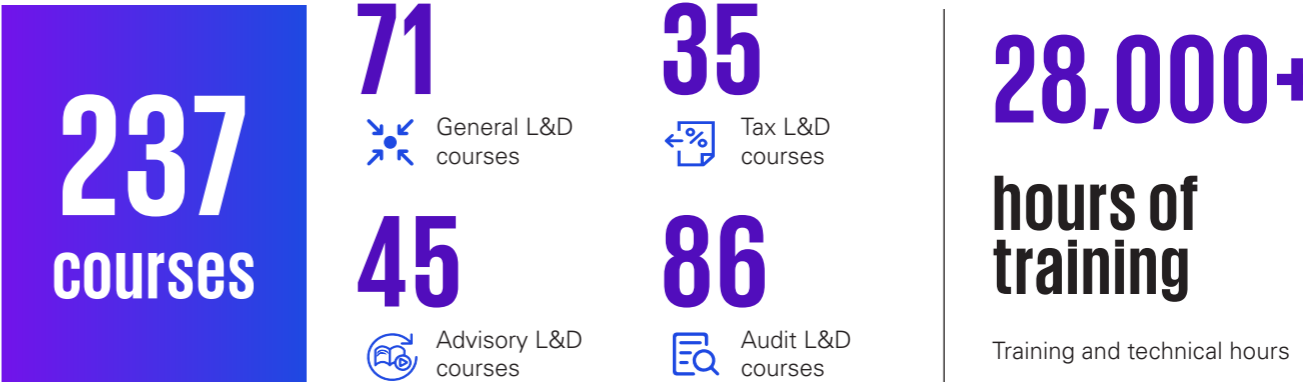 237
courses
71
General L&D
courses
35
Tax L&D
courses
45
Advisory L&D
courses
86
Audit L&D
courses
28,000+
hours of
training
Training and technical hours